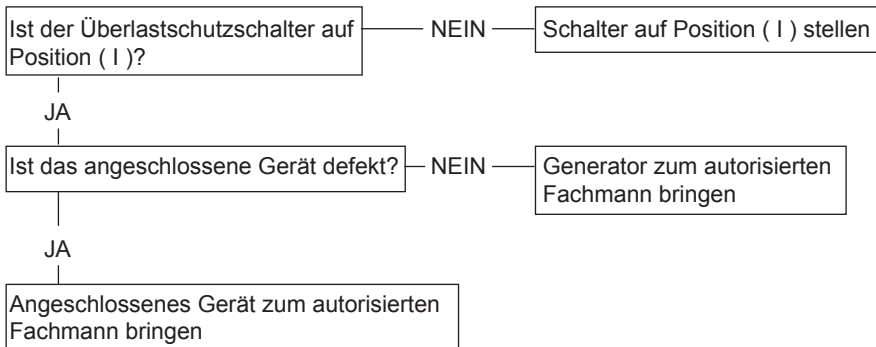 Ist der Überlastschutzschalter auf
Position ( I )?
NEIN
Schalter auf Position ( I ) stellen
JA
Ist das angeschlossene Gerät defekt?
NEIN
Generator zum autorisierten
Fachmann bringen
JA
Angeschlossenes Gerät zum autorisierten
Fachmann bringen